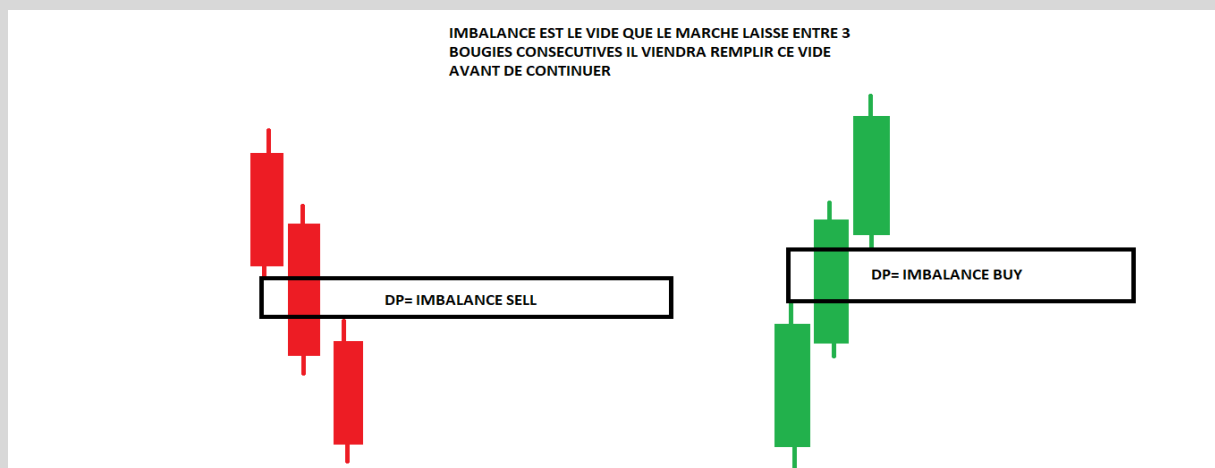 IMBALANCE EST LE VIDE QUE LE MARCHE LAISSE ENTRE 3
BOUGIES CONSECUTIVES IL VIENDRA REMPLIR CE VIDE
AVANT DE CONTINUER
DP= IMBALANCE BUY
DP= IMBALANCE SELL